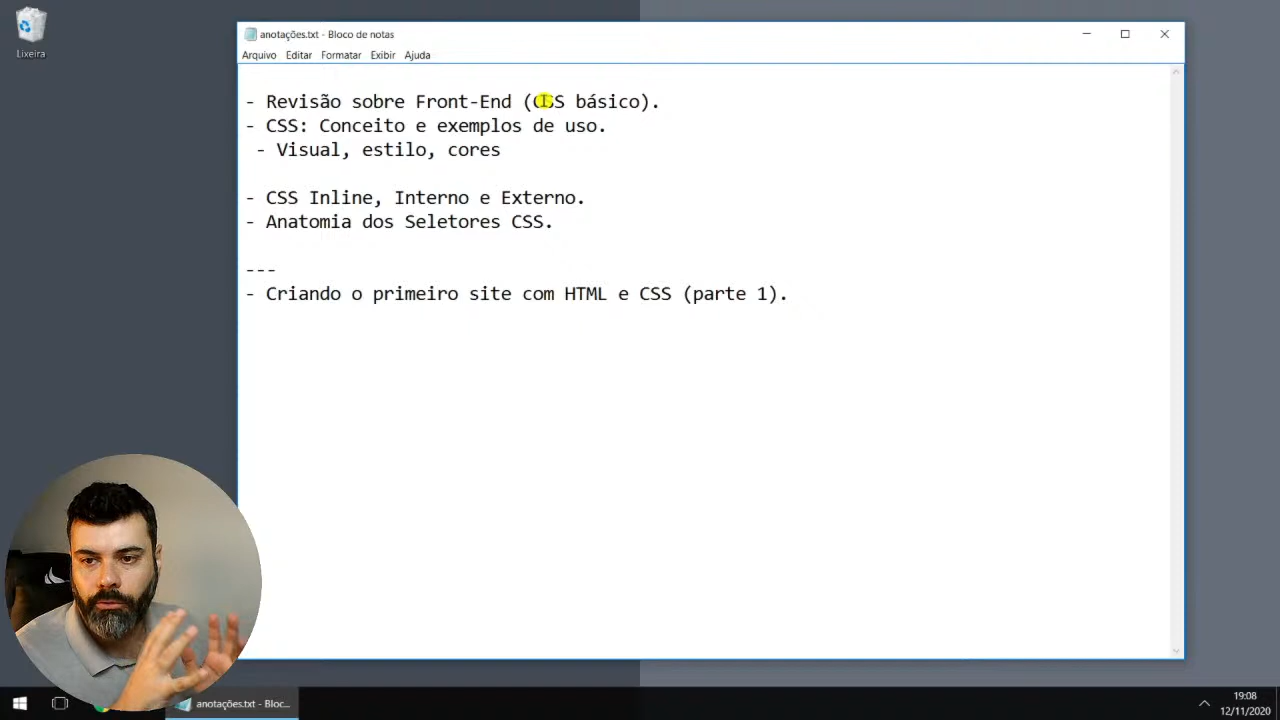 Lixeira
anotações.txt - Bloco de notas
Arquivo Editar Formatar Exibir Ajuda
- Revisão sobre Front-End (CSS básico).
- CSS: Conceito e exemplos de uso.
- Visual, estilo, cores
- CSS Inline, Interno e Externo.
- Anatomia dos Seletores CSS.
---
- Criando o primeiro site com HTML e CSS (parte 1).
anotações.txt - Bloc...
19:08
12/11/2020